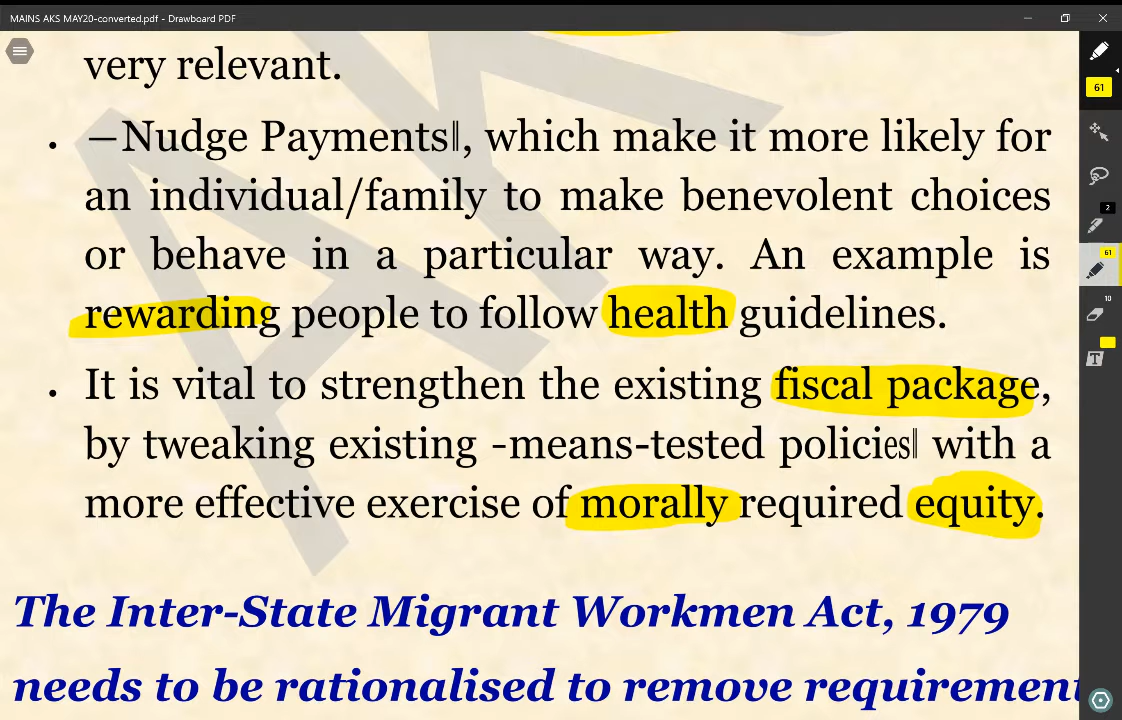 MAINS AKS MAY20-converted.pdf - Drawboard PDF
very relevant.
61
• ―Nudge Payments‖, which make it more likely for
an individual/family to make benevolent choices
2
or behave in a particular way. An example is
61
rewarding people to follow health guidelines.
10
• It is vital to strengthen the existing fiscal package,
T
by tweaking existing -means-tested policies‖ with a
more effective exercise of morally required equity.
The Inter-State Migrant Workmen Act, 1979
needs to be rationalised to remove requirement